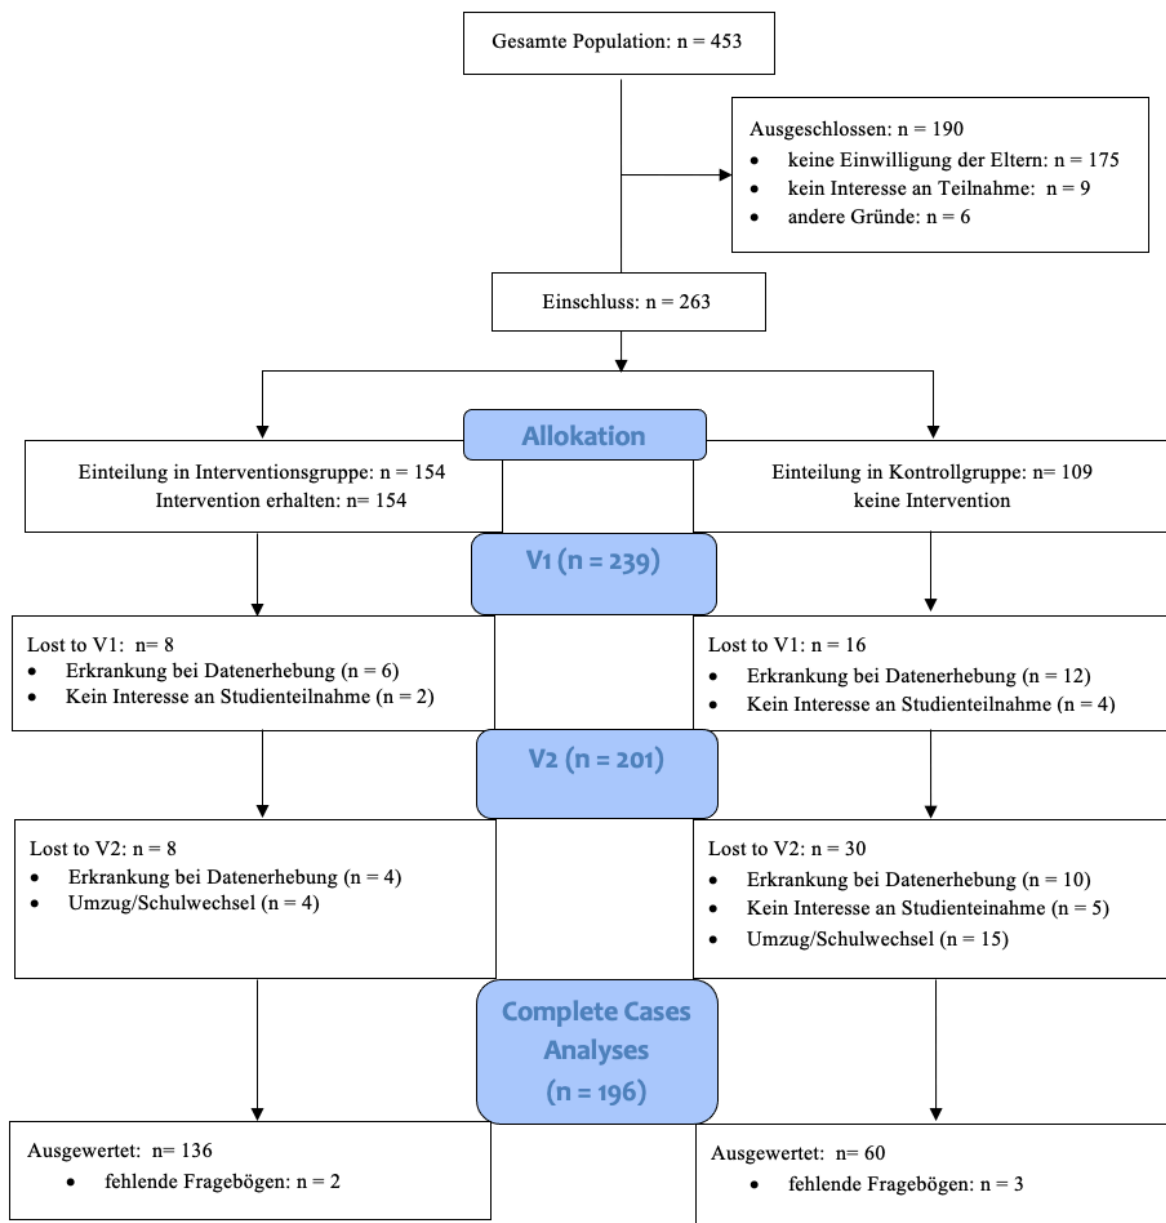 Gesamte Population: n = 453
Ausgeschlossen: n = 190
• keine Einwilligung der Eltern: n = 175
• kein Interesse an Teilnahme: n = 9
• andere Gründe: n = 6
Einschluss: n = 263
Allokation
Einteilung in Interventionsgruppe: n = 154
Intervention erhalten: n= 154
Einteilung in Kontrollgruppe: n= 109
keine Intervention
V1 (n = 239)
Lost to V1: n= 8
• Erkrankung bei Datenerhebung (n = 6)
• Kein Interesse an Studienteilnahme (n = 2)
Lost to V1: n = 16
• Erkrankung bei Datenerhebung (n = 12)
• Kein Interesse an Studienteilnahme (n = 4)
V2 (n = 201)
Lost to V2: n = 8
• Erkrankung bei Datenerhebung (n = 4)
• Umzug/Schulwechsel (n = 4)
Lost to V2: n = 30
• Erkrankung bei Datenerhebung (n = 10)
• Kein Interesse an Studienteinahme (n = 5)
• Umzug/Schulwechsel (n = 15)
Complete Cases
Analyses
(n = 196)
Ausgewertet: n= 136
• fehlende Fragebögen: n = 2
Ausgewertet: n = 60
• fehlende Fragebögen: n = 3